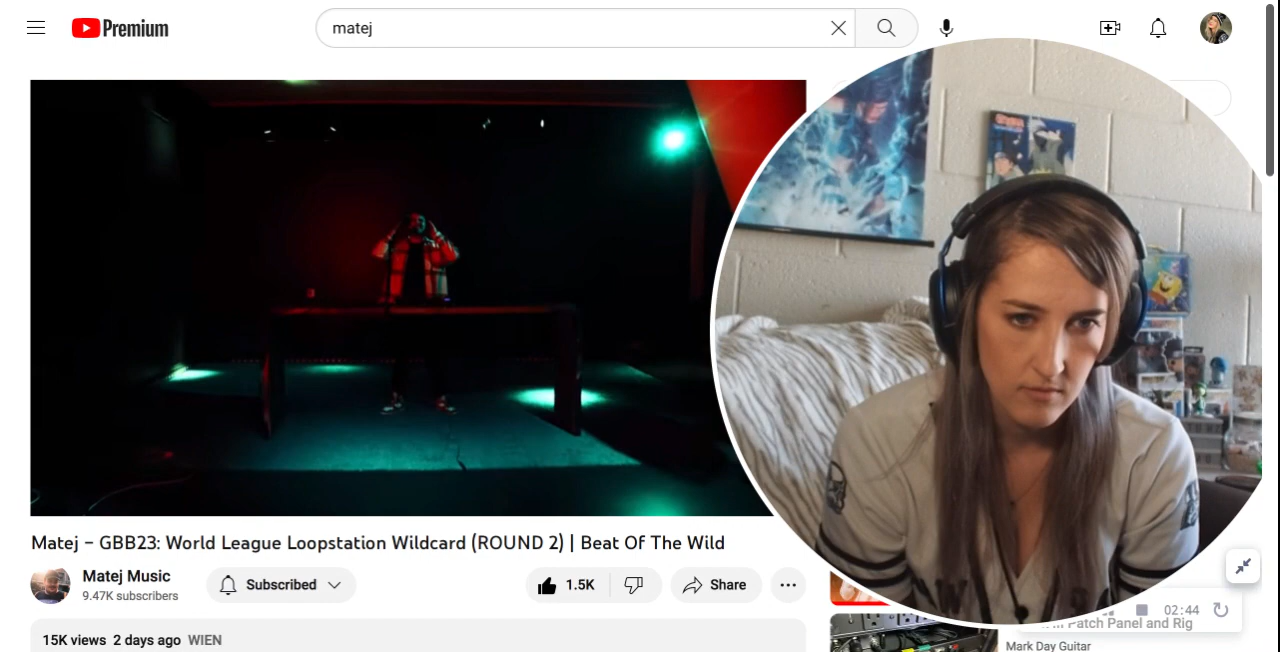 Premium
matej
Matej – GBB23: World League Loopstation Wildcard (ROUND 2) | Beat Of The Wild
Matej Music
9.47K subscribers
Subscribed
1.5K
Share
15K views 2 days ago WIEN
02:44
Patch Panel and Rig
Mark Day Guitar